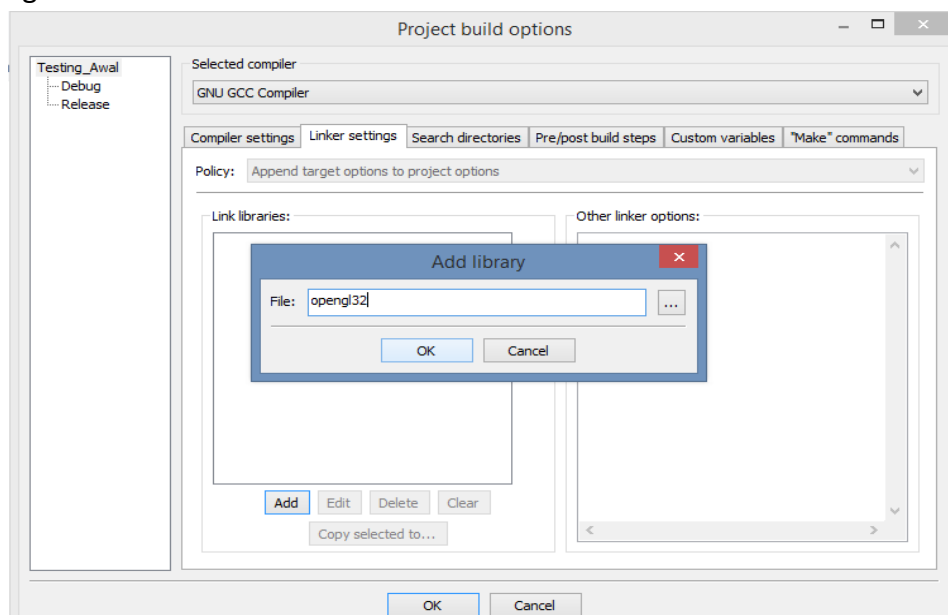 Project build options
Testing_Awal
Debug
Release
Selected compiler
GNU GCC Compiler
Compiler settings Linker settings Search directories Pre/post build steps Custom variables "Make" commands
Policy: Append target options to project options
Link libraries:
Other linker options:
Add library
File: opengl32
...
OK Cancel
Add Edit Delete Clear
Copy selected to...
OK Cancel